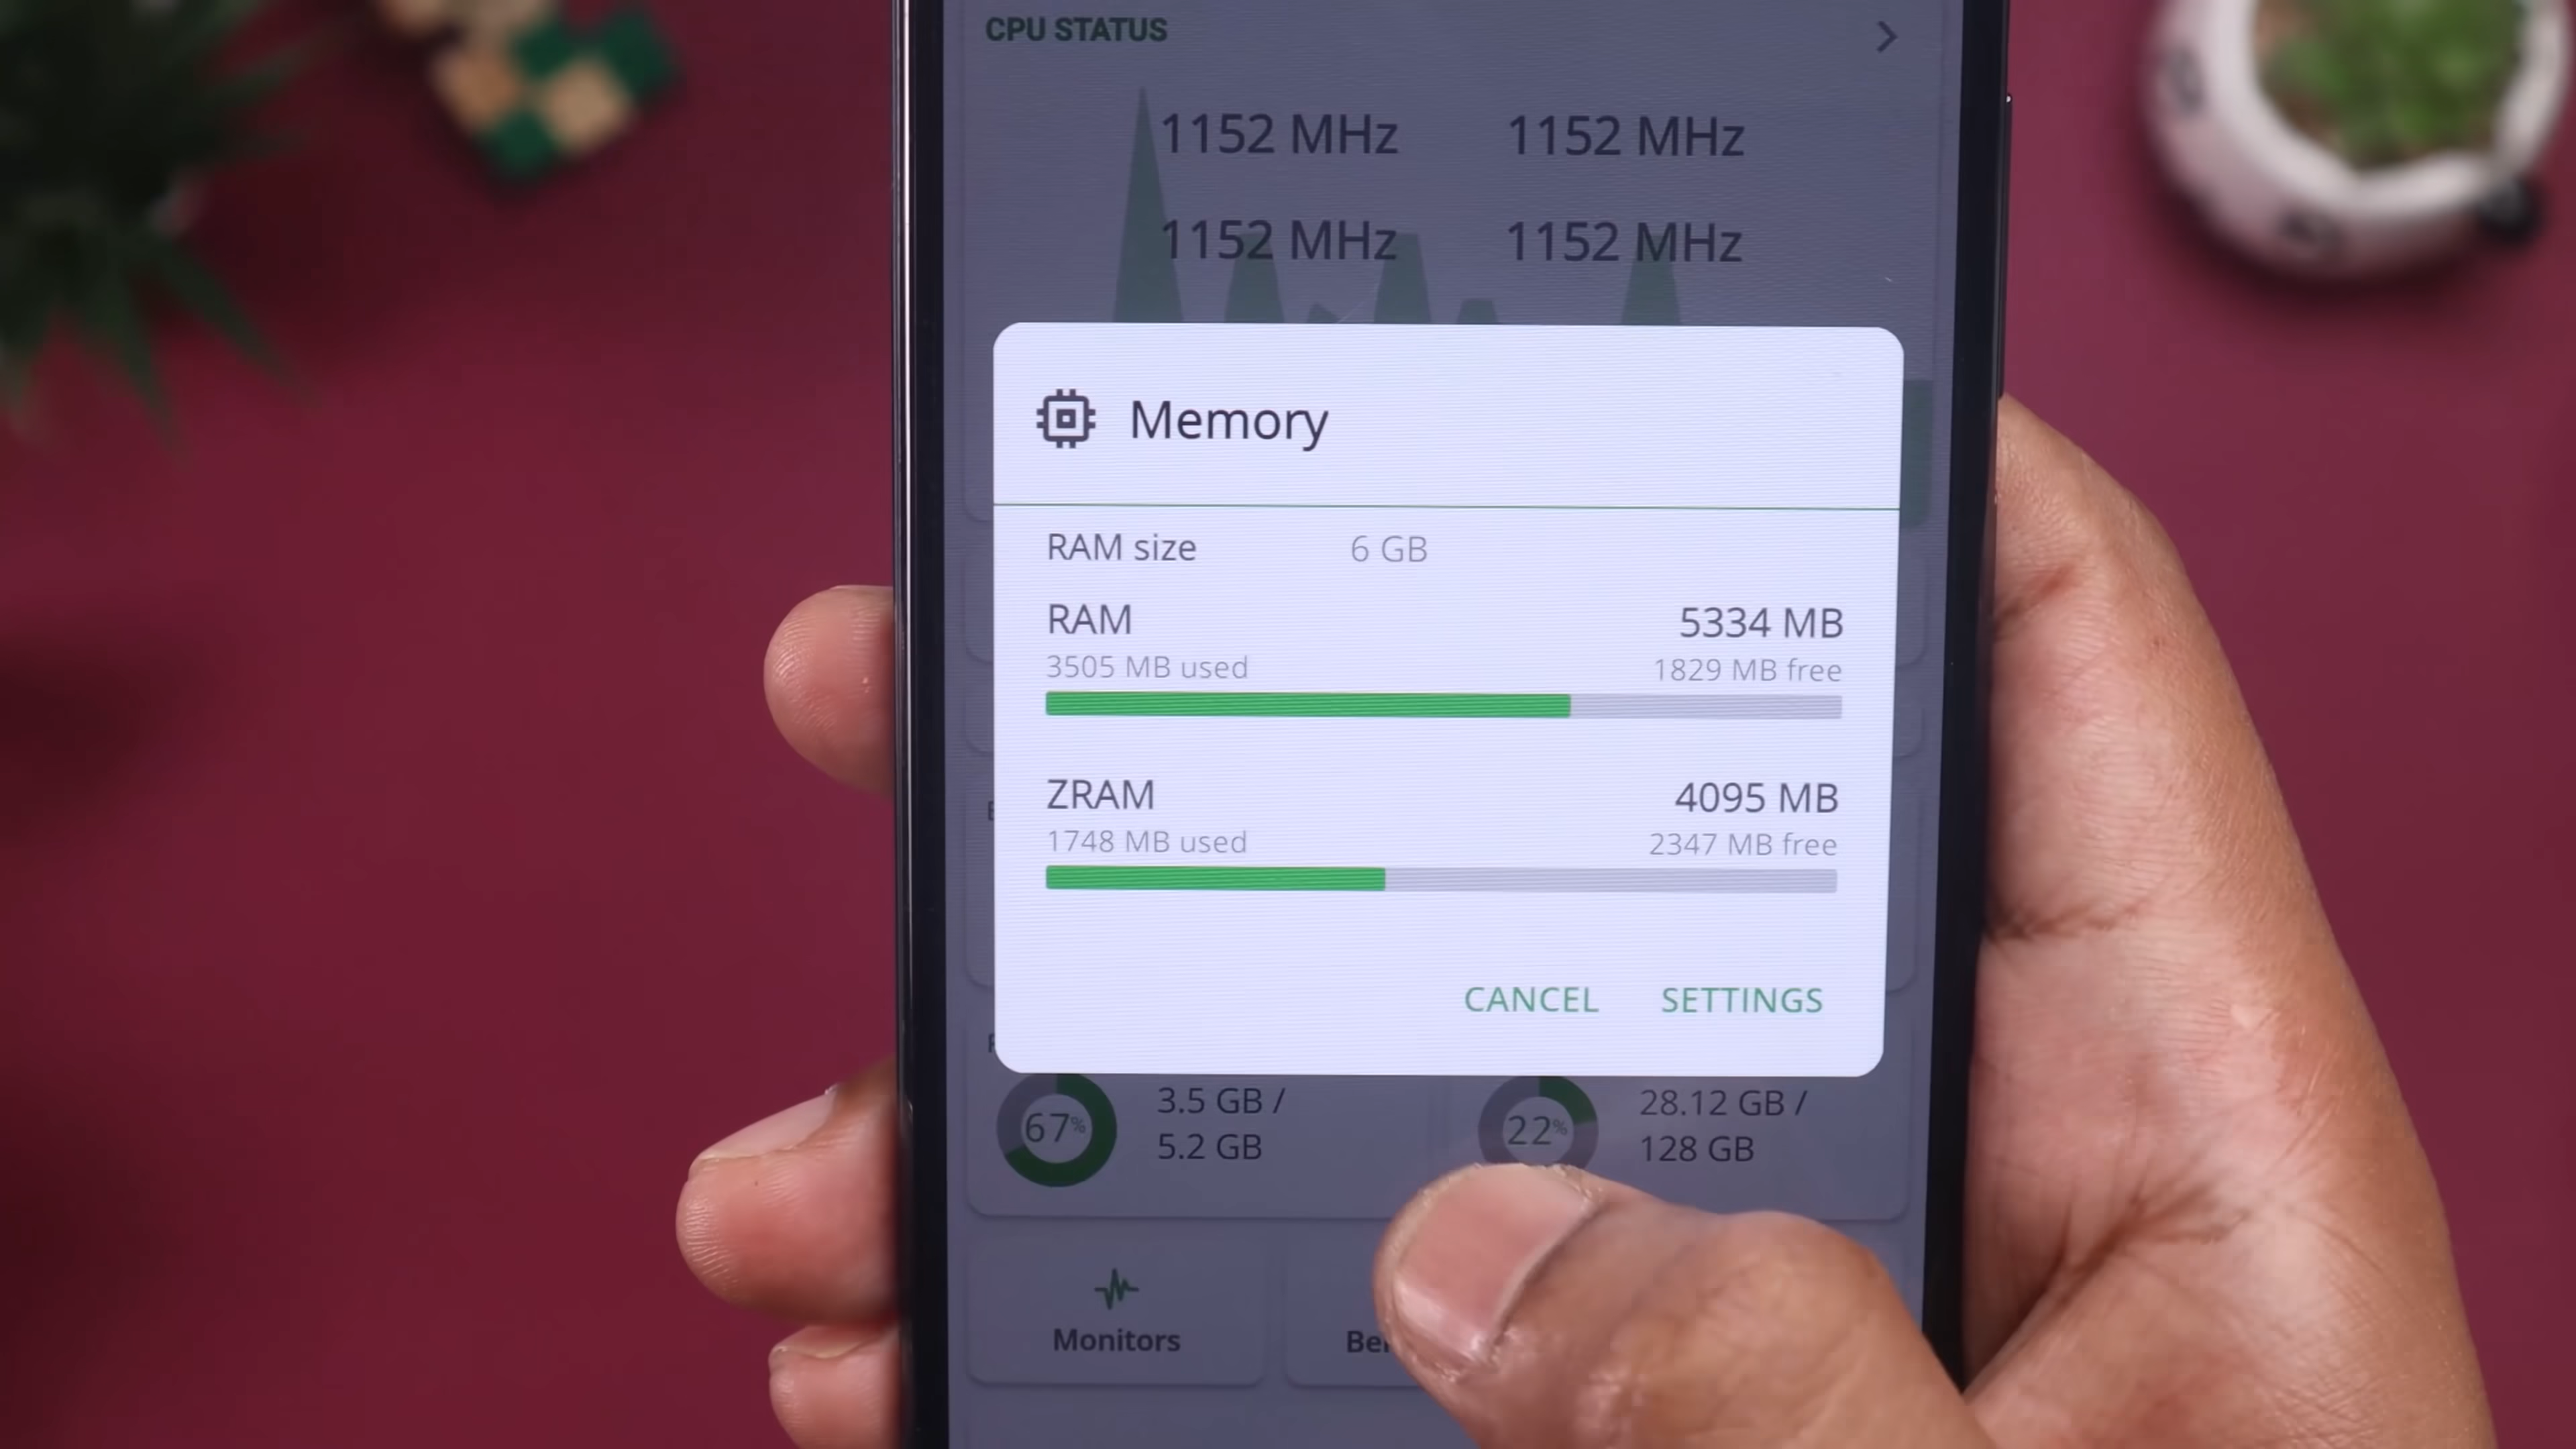 CPU STATUS
1152 MHz 1152 MHz
1152 MHz 1152 MHz
Memory
RAM size 6 GB
RAM 5334 MB
3505 MB used 1829 MB free
ZRAM 4095 MB
1748 MB used 2347 MB free
CANCEL SETTINGS
67% 3.5 GB / 22% 28.12 GB /
5.2 GB 128 GB
Monitors